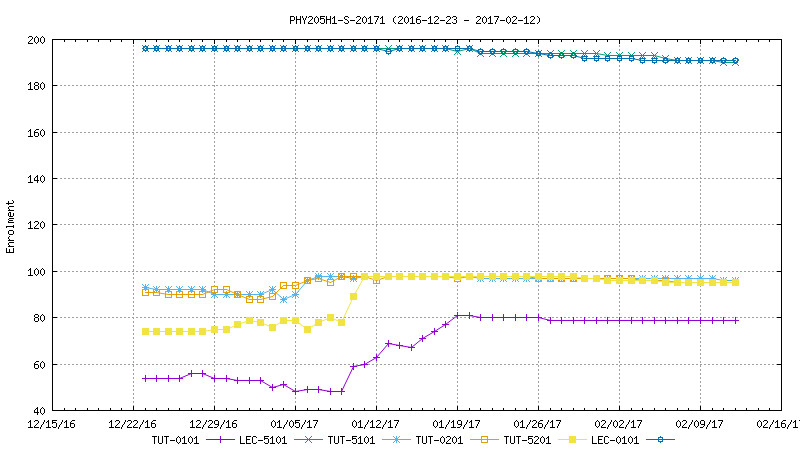 PHY205H1-S-20171 (2016-12-23 - 2017-02-12)
200
180
160
140
120
100
80
60
40
Enrolment
12/15/16 12/22/16 12/29/16 01/05/17 01/12/17 01/19/17 01/26/17 02/02/17 02/09/17 02/16/1
TUT-0101 LEC-5101 TUT-5101 TUT-0201 TUT-5201 LEC-0101